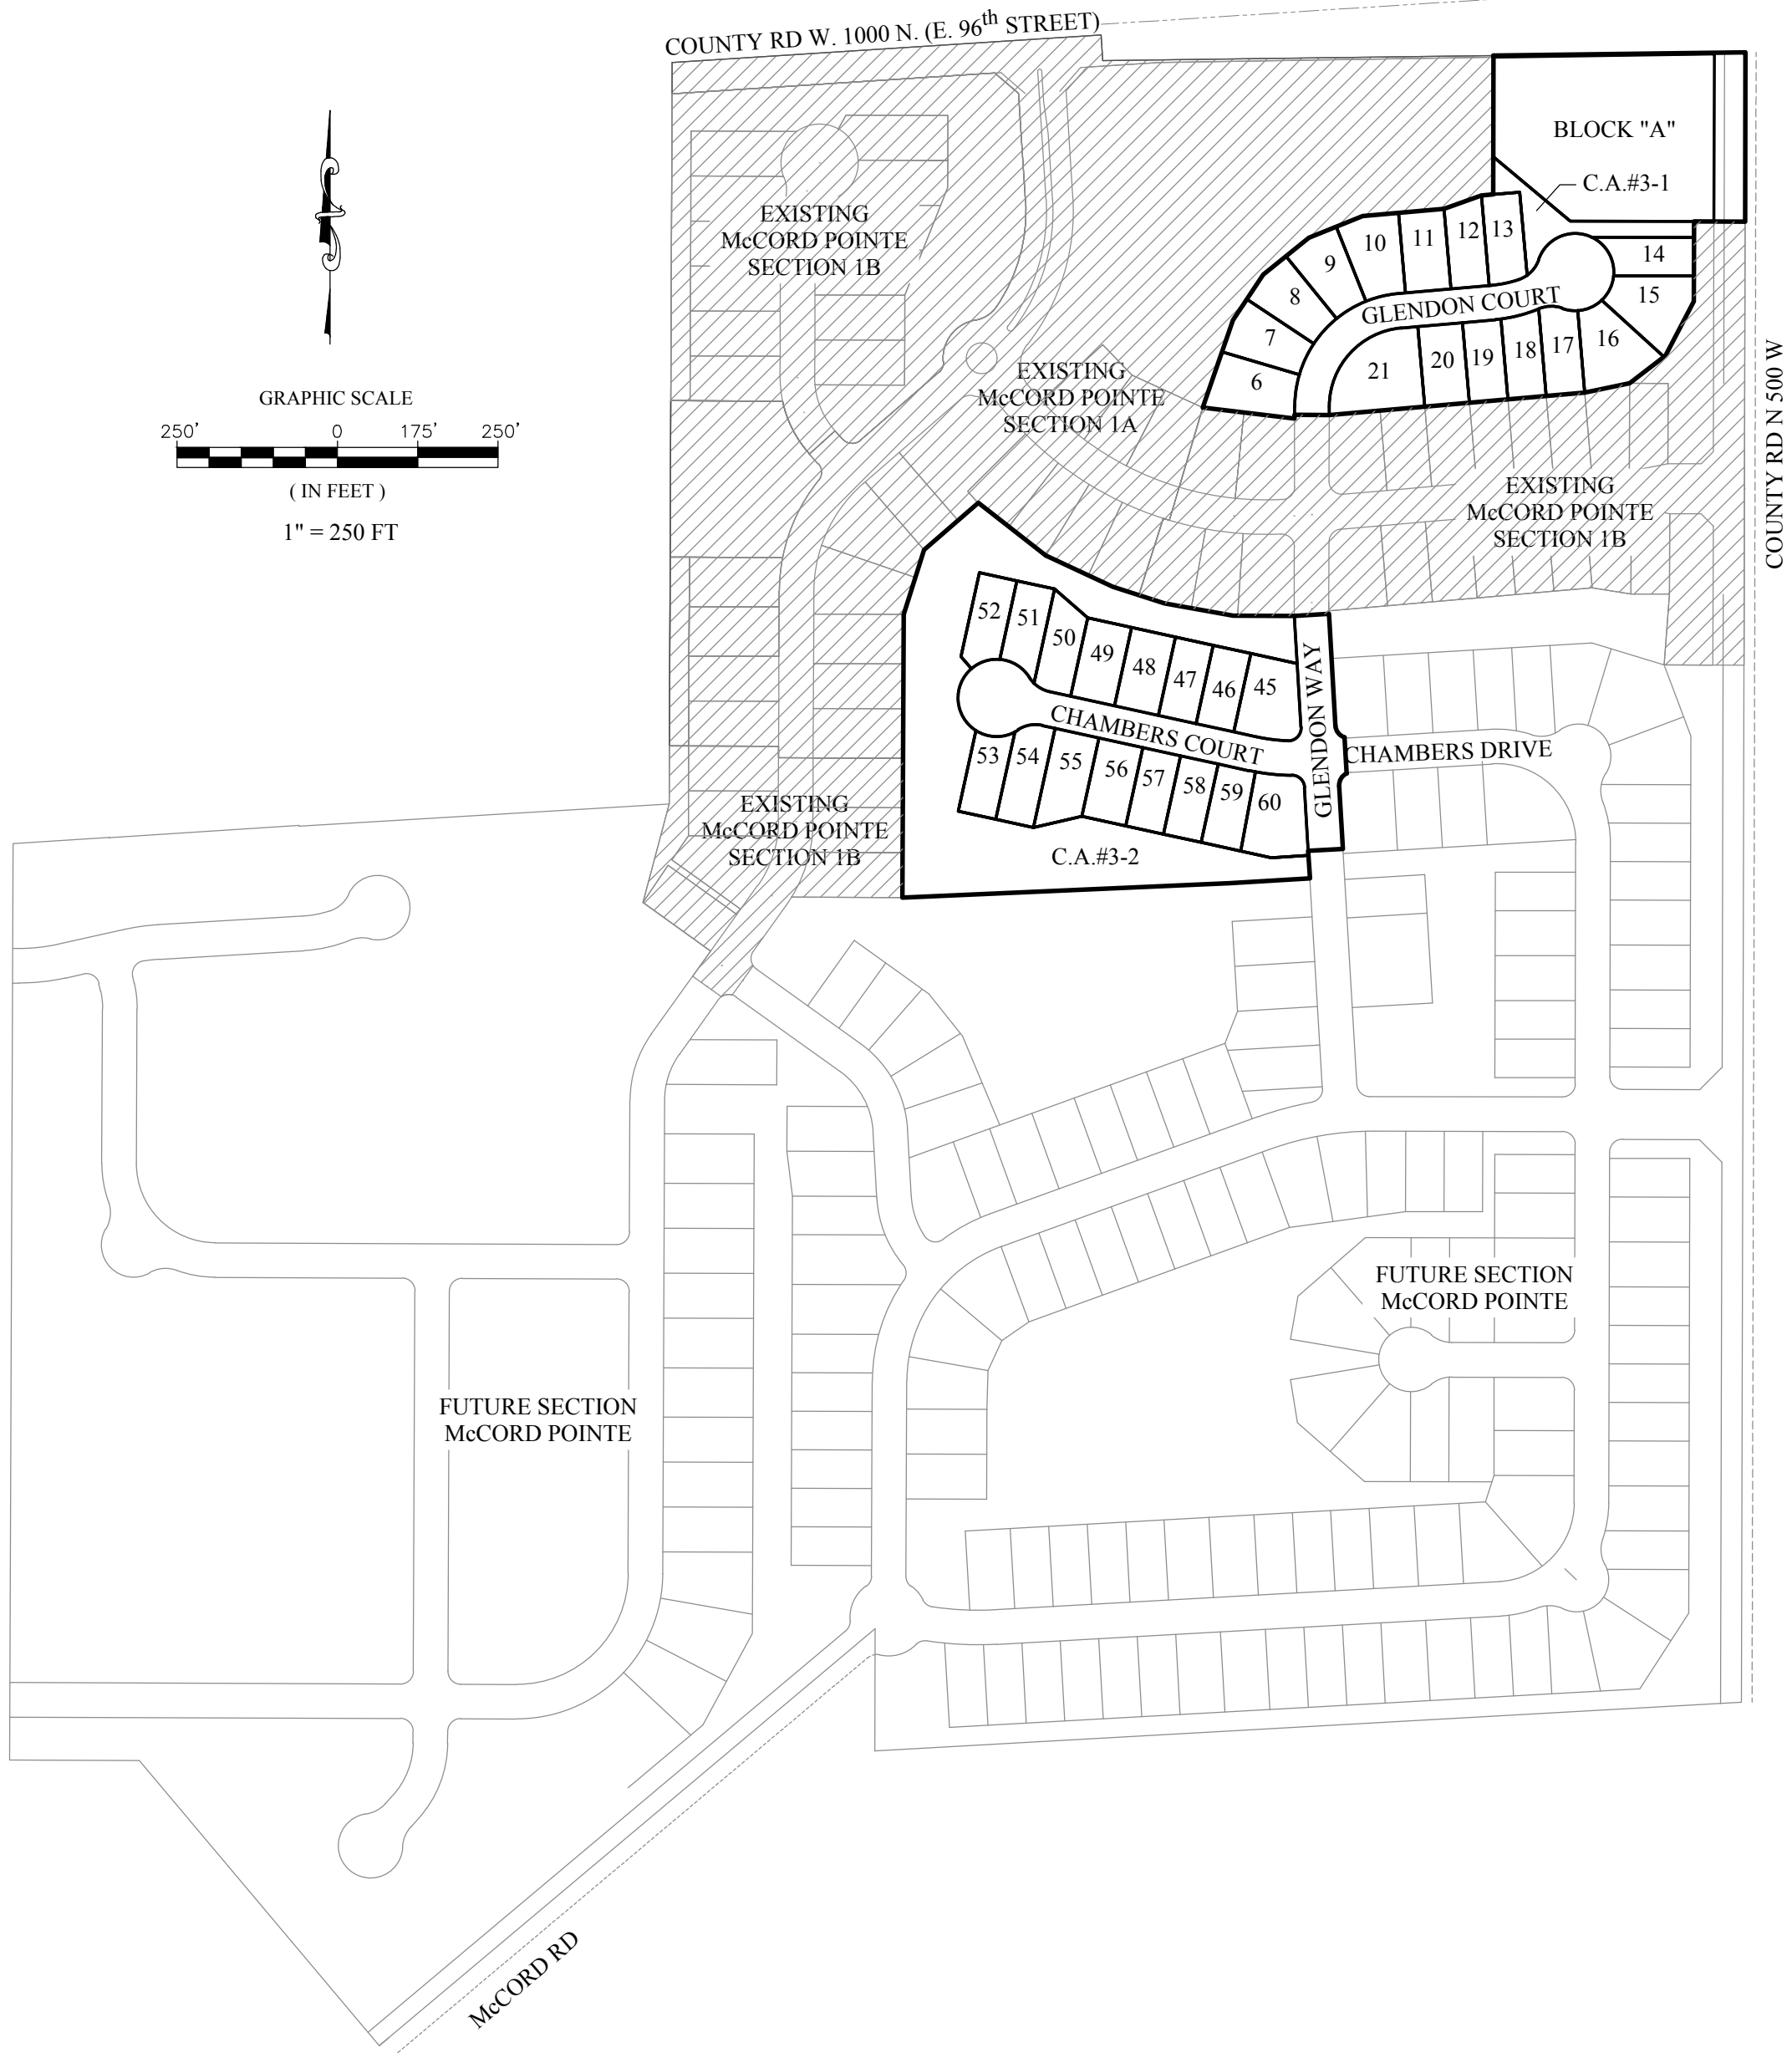 COUNTY RD W. 1000 N. (E. 96th STREET)
BLOCK "A"
C.A.#3-1
EXISTING
McCORD POINTE
SECTION 1B
10
11
12
13
14
9
8
15
GLENDON COURT
7
6
21
20
19
18
17
16
COUNTY RD N 500 W
EXISTING
McCORD POINTE
SECTION 1A
GRAPHIC SCALE
250'
0
175'
250'
( IN FEET )
1" = 250 FT
EXISTING
McCORD POINTE
SECTION 1B
52
51
50
49
48
47
46
45
GLENDON WAY
CHAMBERS COURT
CHAMBERS DRIVE
53
54
55
56
57
58
59
60
EXISTING
McCORD POINTE
SECTION 1B
C.A.#3-2
FUTURE SECTION
McCORD POINTE
FUTURE SECTION
McCORD POINTE
McCORD RD